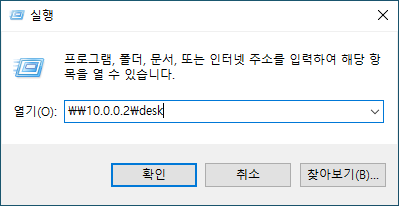 실행
프로그램, 폴더, 문서, 또는 인터넷 주소를 입력하여 해당 항
목을 열 수 있습니다.
열기(O): ₩₩10.0.0.2₩desk
확인 취소 찾아보기(B)...